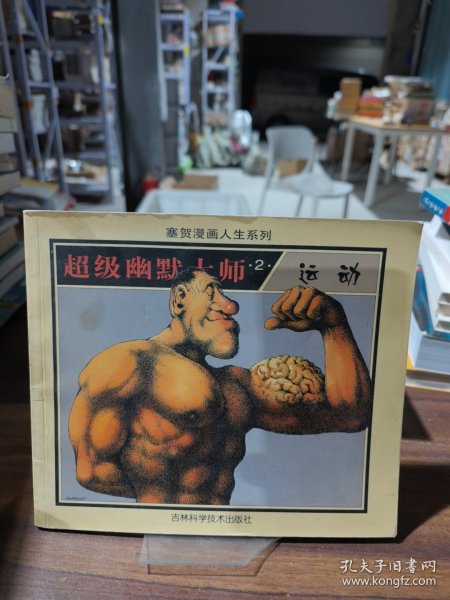 塞贺漫画人生系列
超级幽默大师·2·
运动
吉林科学技术出版社
孔夫子旧书网
www.kongfz.com